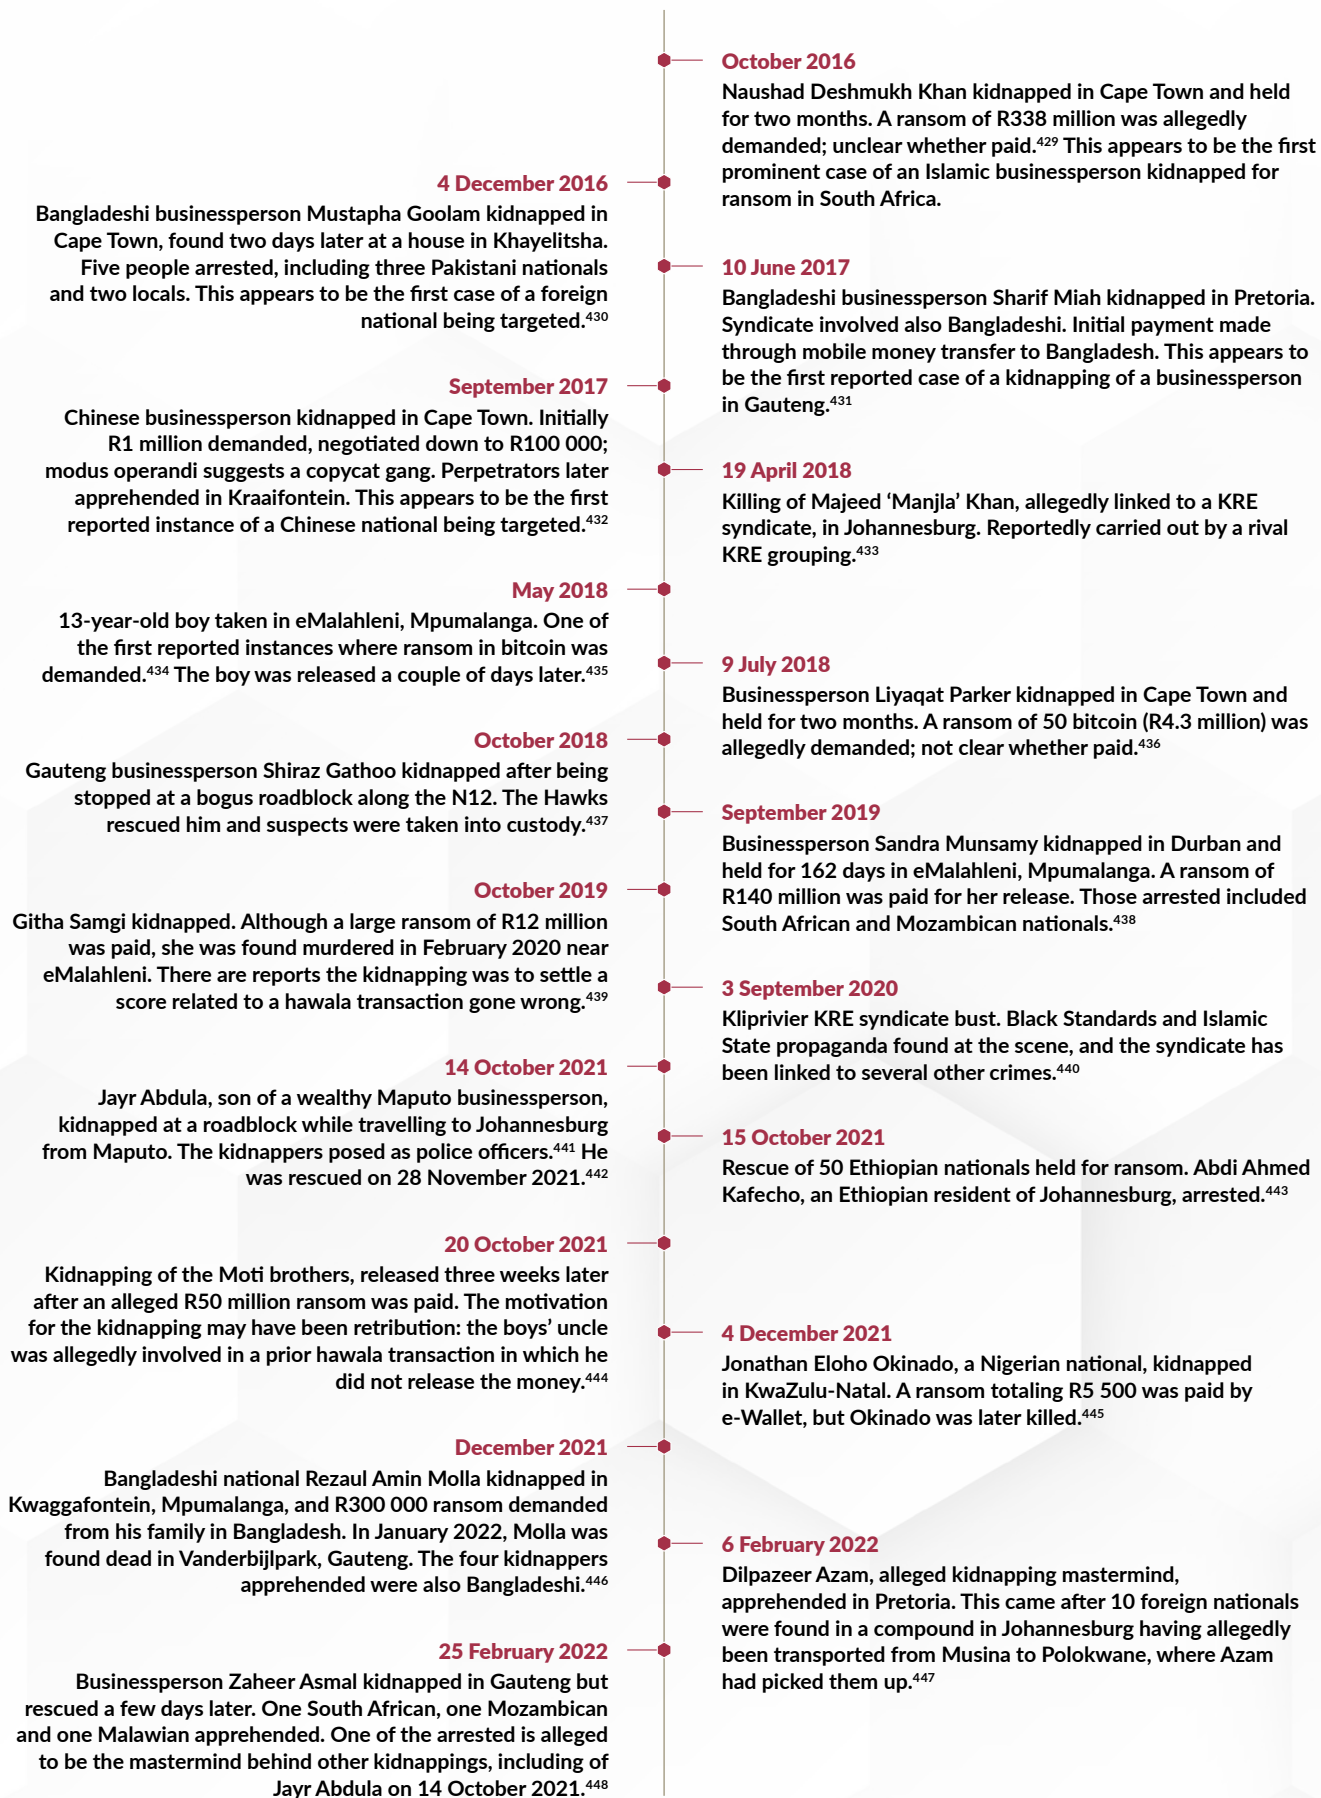 October 2016
Naushad Deshmukh Khan kidnapped in Cape Town and held
for two months. A ransom of R338 million was allegedly
demanded; unclear whether paid.429 This appears to be the first
prominent case of an Islamic businessperson kidnapped for
ransom in South Africa.
4 December 2016
Bangladeshi businessperson Mustapha Goolam kidnapped in
Cape Town, found two days later at a house in Khayelitsha.
Five people arrested, including three Pakistani nationals
and two locals. This appears to be the first case of a foreign
national being targeted.430
10 June 2017
Bangladeshi businessperson Sharif Miah kidnapped in Pretoria.
Syndicate involved also Bangladeshi. Initial payment made
through mobile money transfer to Bangladesh. This appears to
be the first reported case of a kidnapping of a businessperson
in Gauteng.431
September 2017
Chinese businessperson kidnapped in Cape Town. Initially
R1 million demanded, negotiated down to R100 000;
modus operandi suggests a copycat gang. Perpetrators later
apprehended in Kraaifontein. This appears to be the first
reported instance of a Chinese national being targeted.432
19 April 2018
Killing of Majeed ‘Manjla’ Khan, allegedly linked to a KRE
syndicate, in Johannesburg. Reportedly carried out by a rival
KRE grouping.433
May 2018
13-year-old boy taken in eMalahleni, Mpumalanga. One of
the first reported instances where ransom in bitcoin was
demanded.434 The boy was released a couple of days later.435
9 July 2018
Businessperson Liyaqat Parker kidnapped in Cape Town and
held for two months. A ransom of 50 bitcoin (R4.3 million) was
allegedly demanded; not clear whether paid.436
October 2018
Gauteng businessperson Shiraz Gathoo kidnapped after being
stopped at a bogus roadblock along the N12. The Hawks
rescued him and suspects were taken into custody.437
September 2019
Businessperson Sandra Munsamy kidnapped in Durban and
held for 162 days in eMalahleni, Mpumalanga. A ransom of
R140 million was paid for her release. Those arrested included
South African and Mozambican nationals.438
October 2019
Githa Samgi kidnapped. Although a large ransom of R12 million
was paid, she was found murdered in February 2020 near
eMalahleni. There are reports the kidnapping was to settle a
score related to a hawala transaction gone wrong.439
3 September 2020
Kliprivier KRE syndicate bust. Black Standards and Islamic
State propaganda found at the scene, and the syndicate has
been linked to several other crimes.440
14 October 2021
Jayr Abdula, son of a wealthy Maputo businessperson,
kidnapped at a roadblock while travelling to Johannesburg
from Maputo. The kidnappers posed as police officers.441 He
was rescued on 28 November 2021.442
15 October 2021
Rescue of 50 Ethiopian nationals held for ransom. Abdi Ahmed
Kafecho, an Ethiopian resident of Johannesburg, arrested.443
20 October 2021
Kidnapping of the Moti brothers, released three weeks later
after an alleged R50 million ransom was paid. The motivation
for the kidnapping may have been retribution: the boys’ uncle
was allegedly involved in a prior hawala transaction in which he
did not release the money.444
4 December 2021
Jonathan Eloho Okinado, a Nigerian national, kidnapped
in KwaZulu-Natal. A ransom totaling R5 500 was paid by
e-Wallet, but Okinado was later killed.445
December 2021
Bangladeshi national Rezaul Amin Molla kidnapped in
Kwaggafontein, Mpumalanga, and R300 000 ransom demanded
from his family in Bangladesh. In January 2022, Molla was
found dead in Vanderbijlpark, Gauteng. The four kidnappers
apprehended were also Bangladeshi.446
6 February 2022
Dilpazeer Azam, alleged kidnapping mastermind,
apprehended in Pretoria. This came after 10 foreign nationals
were found in a compound in Johannesburg having allegedly
been transported from Musina to Polokwane, where Azam
had picked them up.447
25 February 2022
Businessperson Zaheer Asmal kidnapped in Gauteng but
rescued a few days later. One South African, one Mozambican
and one Malawian apprehended. One of the arrested is alleged
to be the mastermind behind other kidnappings, including of
Jayr Abdula on 14 October 2021.448